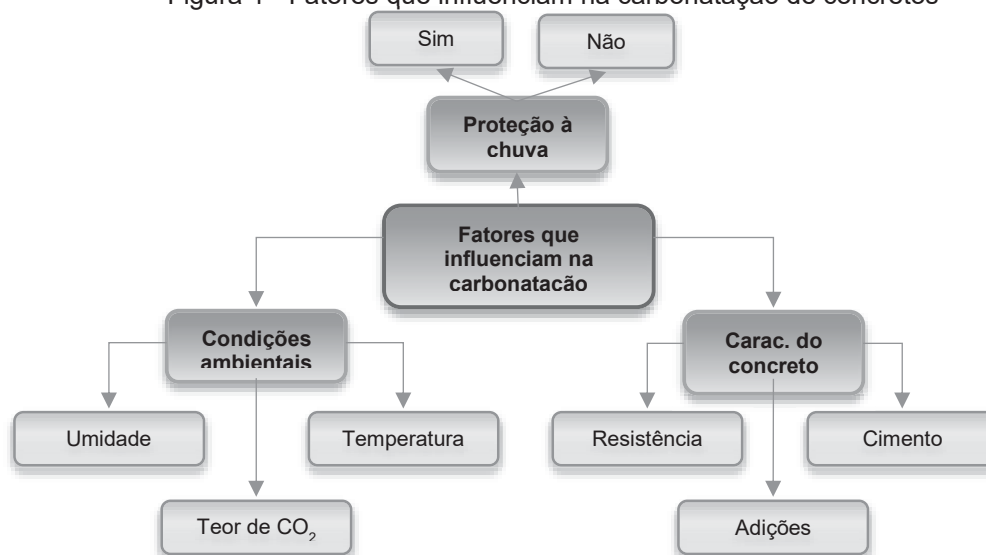 Figura 4 - Fatores que influenciam na carbonatação de concretos
Sim
Não
Proteção à
chuva
Fatores que
influenciam na
carbonatacão
Condições
ambientais
Carac. do
concreto
Umidade
Temperatura
Resistência
Cimento
Teor de CO₂
Adições